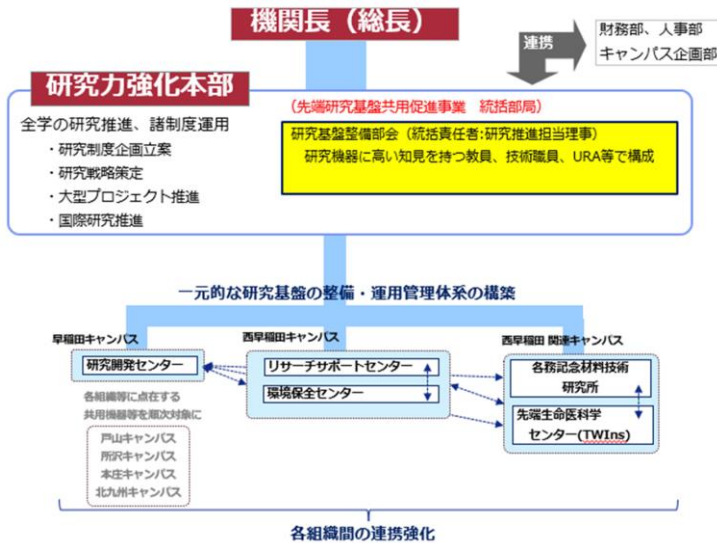 機関長（総長）
連携
財務部、人事部
キャンパス企画部
研究力強化本部
（先端研究基盤共用促進事業　統括部局）
全学の研究推進、諸制度運用
・研究制度企画立案
・研究戦略策定
・大型プロジェクト推進
・国際研究推進
研究基盤整備部会（統括責任者:研究推進担当理事）
研究機器に高い知見を持つ教員、技術職員、URA等で構成
一元的な研究基盤の整備・運用管理体系の構築
早稲田キャンパス
研究開発センター
各組織等に点在する
共用機器等を順次対象に
戸山キャンパス
所沢キャンパス
本庄キャンパス
北九州キャンパス
西早稲田キャンパス
リサーチサポートセンター
環境保全センター
西早稲田 関連キャンパス
各務記念材料技術
研究所
先端生命医科学
センター(TWIns)
各組織間の連携強化